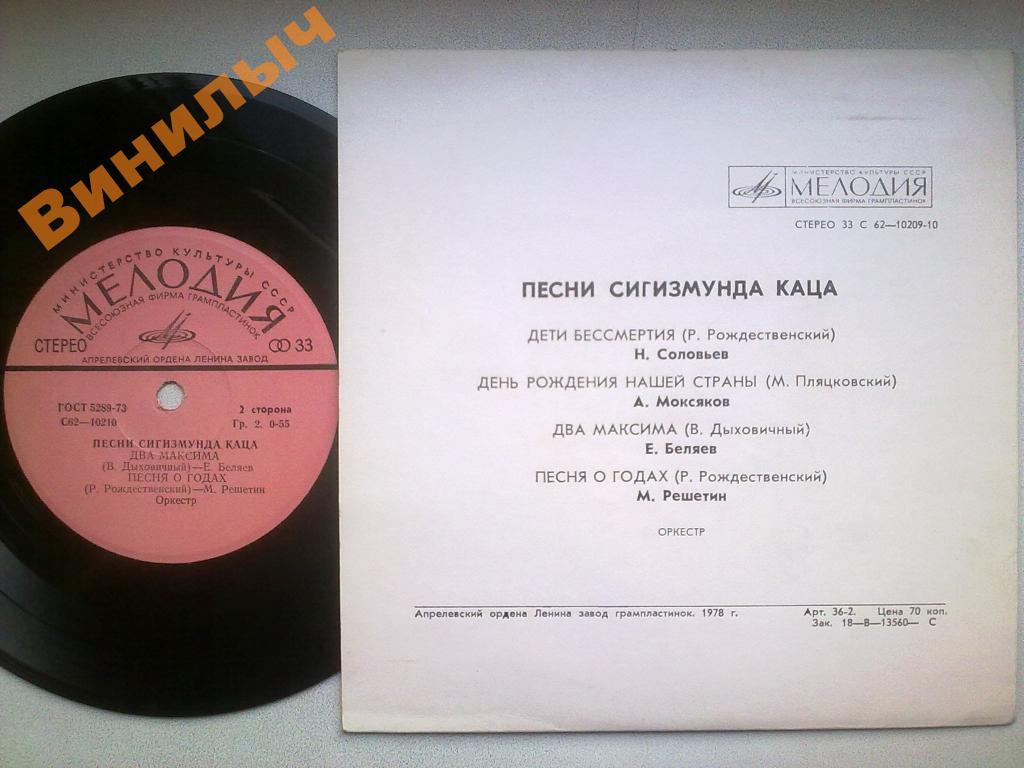 Винилыч
МИНИСТЕРСТВО КУЛЬТУРЫ СССР
МЕЛОДИЯ
ВСЕСОЮЗНАЯ ФИРМА ГРАМПЛАСТИНОК
СТЕРЕО 33
АПРЕЛЕВСКИЙ ОРДЕНА ЛЕНИНА ЗАВОД
ГОСТ 5289-73 2 сторона
С62—10210 Гр. 2. 0-55
ПЕСНИ СИГИЗМУНДА КАЦА
ДВА МАКСИМА
(В. Дыховичный)—Е. Беляев
ПЕСНЯ О ГОДАХ
(Р. Рождественский)—М. Решетин
Оркестр
МИНИСТЕРСТВО КУЛЬТУРЫ СССР
МЕЛОДИЯ
ВСЕСОЮЗНАЯ ФИРМА ГРАМПЛАСТИНОК
СТЕРЕО 33 С 62—10209-10
ПЕСНИ СИГИЗМУНДА КАЦА
ДЕТИ БЕССМЕРТИЯ (Р. Рождественский)
Н. Соловьев
ДЕНЬ РОЖДЕНИЯ НАШЕЙ СТРАНЫ (М. Пляцковский)
А. Моксяков
ДВА МАКСИМА (В. Дыховичный)
Е. Беляев
ПЕСНЯ О ГОДАХ (Р. Рождественский)
М. Решетин
ОРКЕСТР
Апрелевский ордена Ленина завод грампластинок. 1978 г. Арт. 36-2. Цена 70 коп.
Зак. 18—В—13560— С